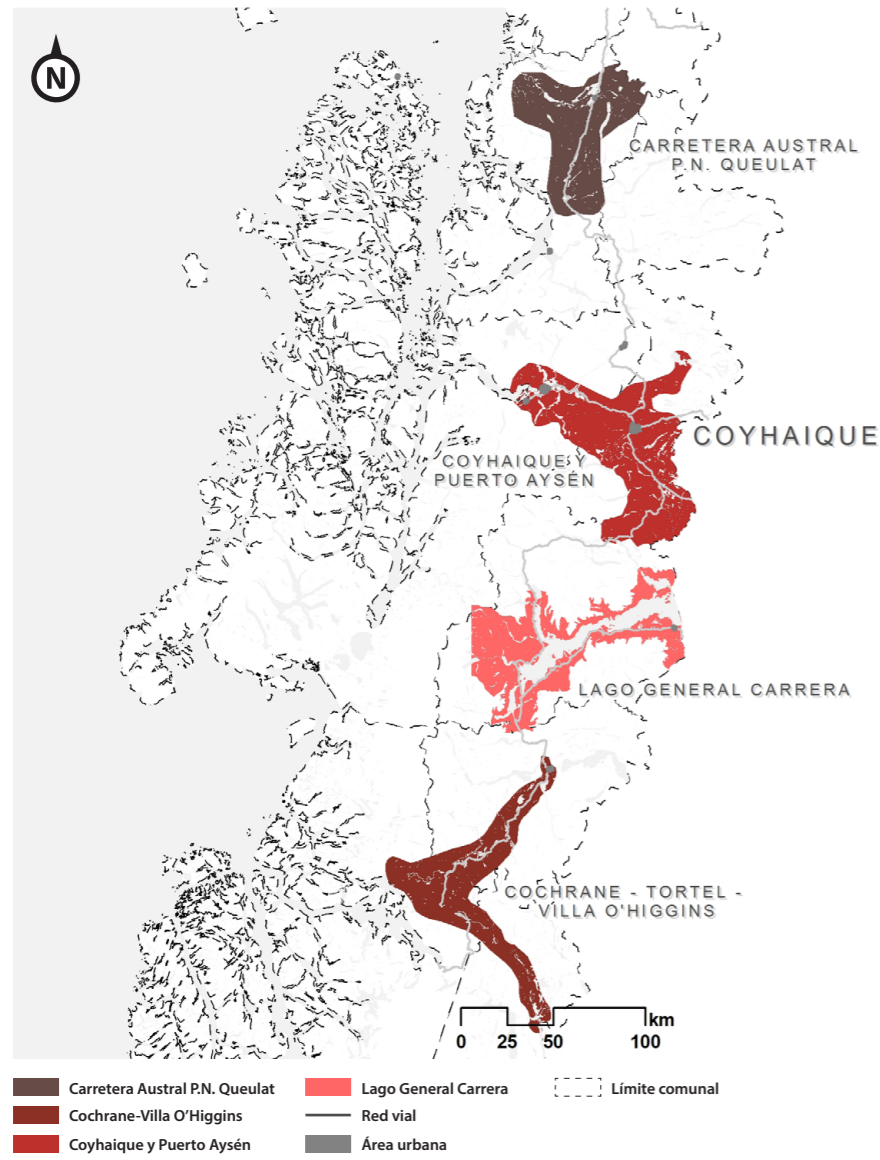 N
CARRETERA AUSTRAL
P.N. QUEULAT
COYHAIQUE
COYHAIQUE Y
PUERTO AYSÉN
LAGO GENERAL CARRERA
COCHRANE - TORTEL -
VILLA O'HIGGINS
km
0 25 50 100
Carretera Austral P.N. Queulat
Cochrane-Villa O’Higgins
Coyhaique y Puerto Aysén
Lago General Carrera
Red vial
Área urbana
Límite comunal